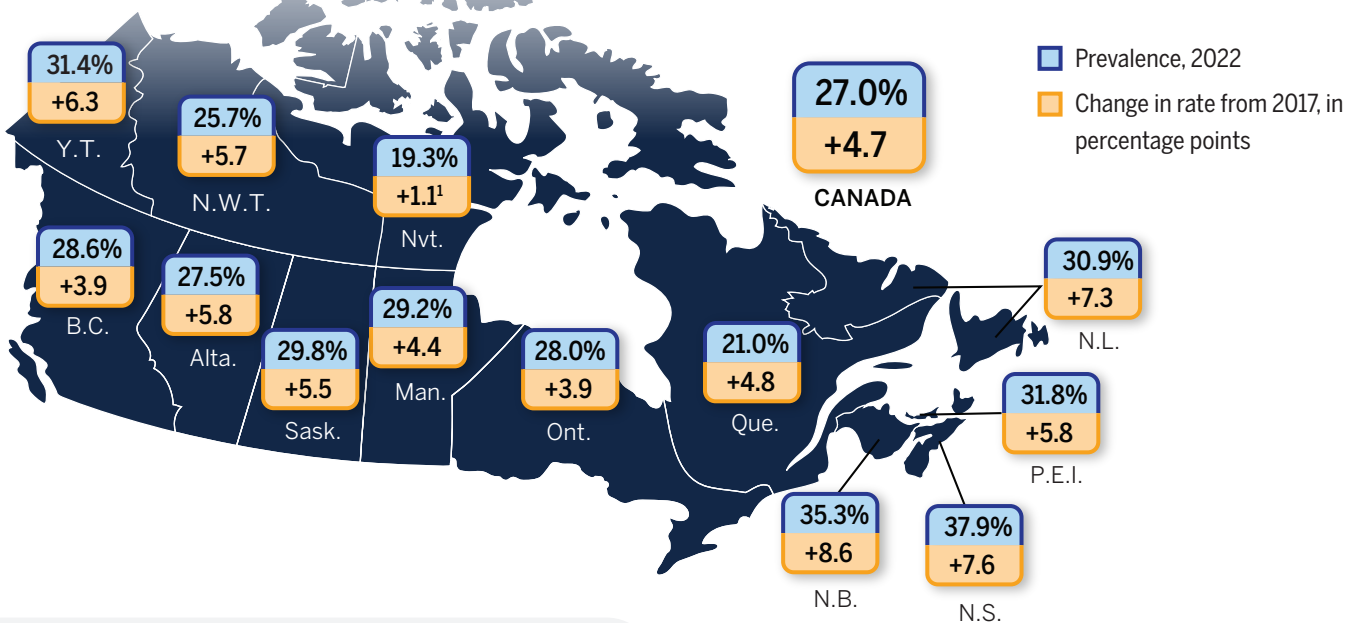 31.4%
+6.3
Y.T.
25.7%
+5.7
N.W.T.
19.3%
+1.1¹
Nvt.
27.0%
+4.7
CANADA
Prevalence, 2022
Change in rate from 2017, in
percentage points
28.6%
+3.9
B.C.
27.5%
+5.8
Alta.
29.8%
+5.5
Sask.
29.2%
+4.4
Man.
28.0%
+3.9
Ont.
21.0%
+4.8
Que.
30.9%
+7.3
N.L.
31.8%
+5.8
P.E.I.
35.3%
+8.6
N.B.
37.9%
+7.6
N.S.